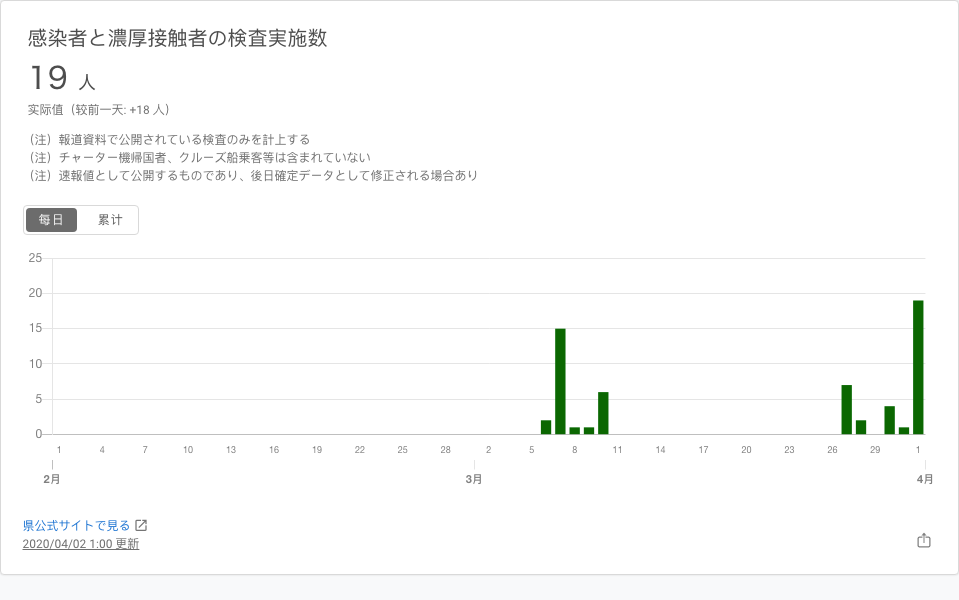 感染者と濃厚接触者の検査実施数
19 人
实际值（较前一天: +18 人）
（注）報道資料で公開されている検査のみを計上する
（注）チャーター機帰国者、クルーズ船乗客等は含まれていない
（注）速報値として公開するものであり、後日確定データとして修正される場合あり
每日 累计
25
20
15
10
5
0
1 4 7 10 13 16 19 22 25 28 2 5 8 11 14 17 20 23 26 29 1
2月 3月 4月
県公式サイトで見る
2020/04/02 1:00 更新